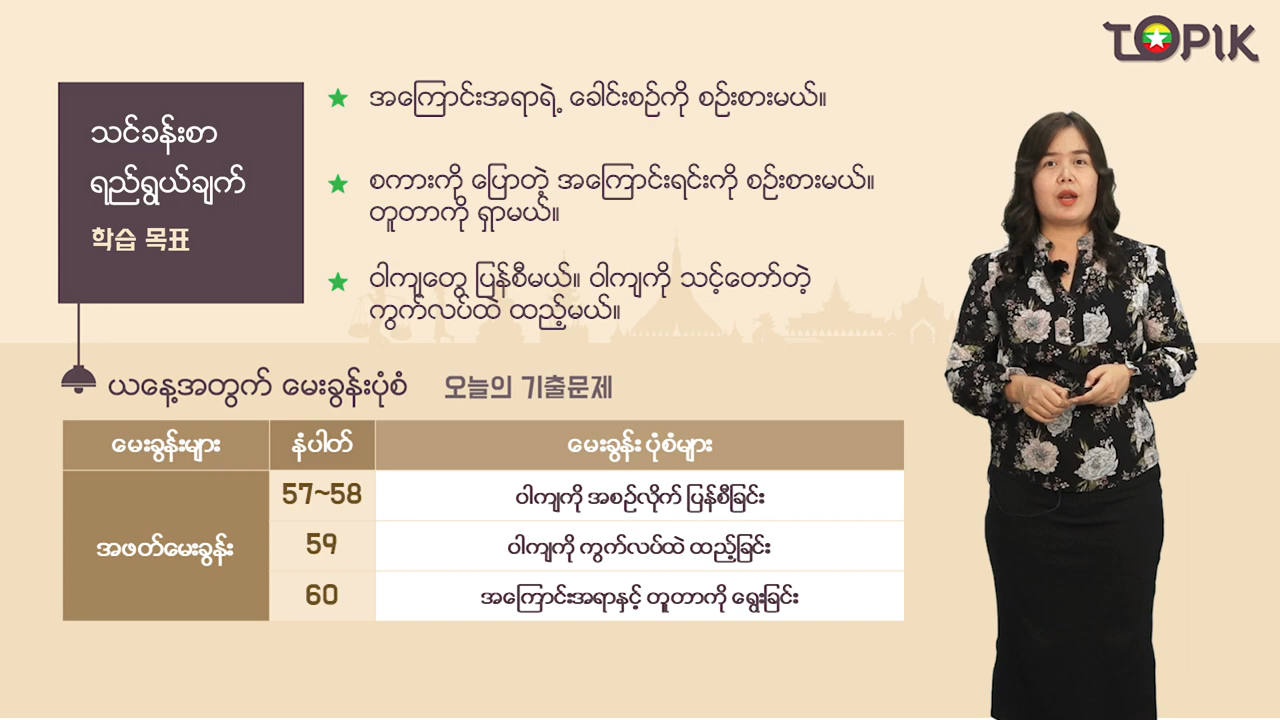 TOPIK
သင်ခန်းစာ
ရည်ရွယ်ချက်
학습 목표
အကြောင်းအရာရဲ့ ခေါင်းစဉ်ကို စဉ်းစားမယ်။
စကားကို ပြောတဲ့ အကြောင်းရင်းကို စဉ်းစားမယ်။
တူတာကို ရှာမယ်။
ဝါကျတွေ ပြန်စီမယ်။ ဝါကျကို သင့်တော်တဲ့
ကွက်လပ်ထဲ ထည့်မယ်။
ယနေ့အတွက် မေးခွန်းပုံစံ 오늘의 기출문제
မေးခွန်းများ နံပါတ် မေးခွန်း ပုံစံများ
57~58 ဝါကျကို အစဉ်လိုက် ပြန်စီခြင်း
အဖတ်မေးခွန်း 59 ဝါကျကို ကွက်လပ်ထဲ ထည့်ခြင်း
60 အကြောင်းအရာနှင့် တူတာကို ရွေးခြင်း